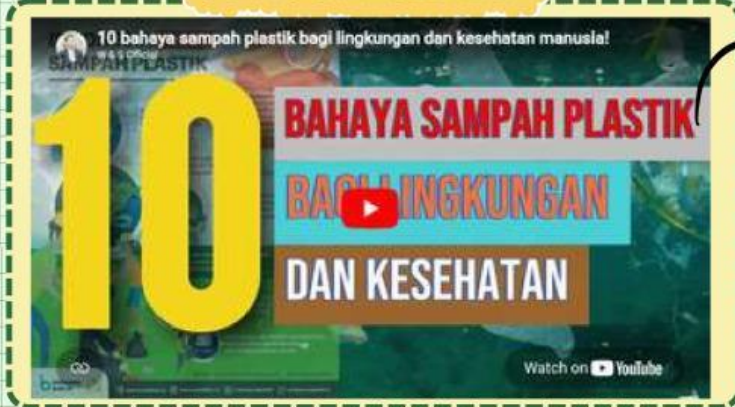 10 bahaya sampah plastik bagi lingkungan dan kesehatan manusia!
SAMPAH PLASTIK
10
BAHAYA SAMPAH PLASTIK
BAGI LINGKUNGAN
DAN KESEHATAN
Watch on YouTube